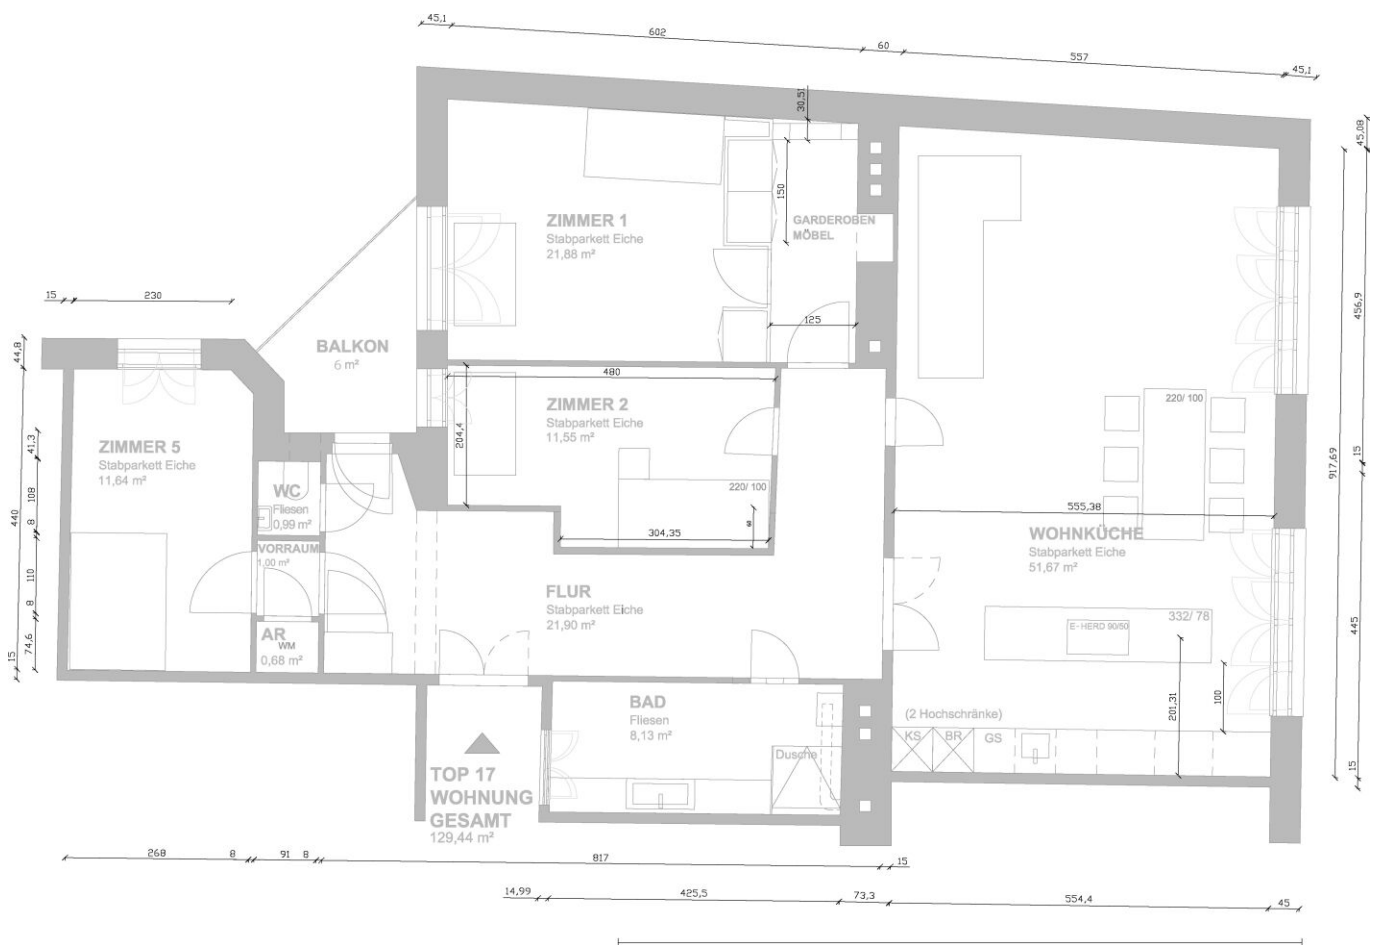 45,1
602
60
557
45,1
30,51
45,08
150
ZIMMER 1
Stabparkett Eiche
21,88 m²
GARDEROBEN
MÖBEL
15
230
456,9
125
44,8
BALKON
6 m²
480
220/ 100
ZIMMER 2
Stabparkett Eiche
11,55 m²
204,4
ZIMMER 5
Stabparkett Eiche
11,64 m²
41,3
15
917,69
WC
Fliesen
0,99 m²
108
220/ 100
555,38
440
8
304,35
WOHNKÜCHE
Stabparkett Eiche
51,67 m²
VORRAUM
1,00 m²
110
FLUR
Stabparkett Eiche
21,90 m²
8
332/ 78
E- HERD 90/50
445
AR
WM
0,68 m²
74,6
15
201,31
100
BAD
Fliesen
8,13 m²
(2 Hochschränke)
KS
BR
GS
Dusche
15
TOP 17
WOHNUNG
GESAMT
129,44 m²
268
8
91
8
817
15
14,99
425,5
73,3
554,4
45